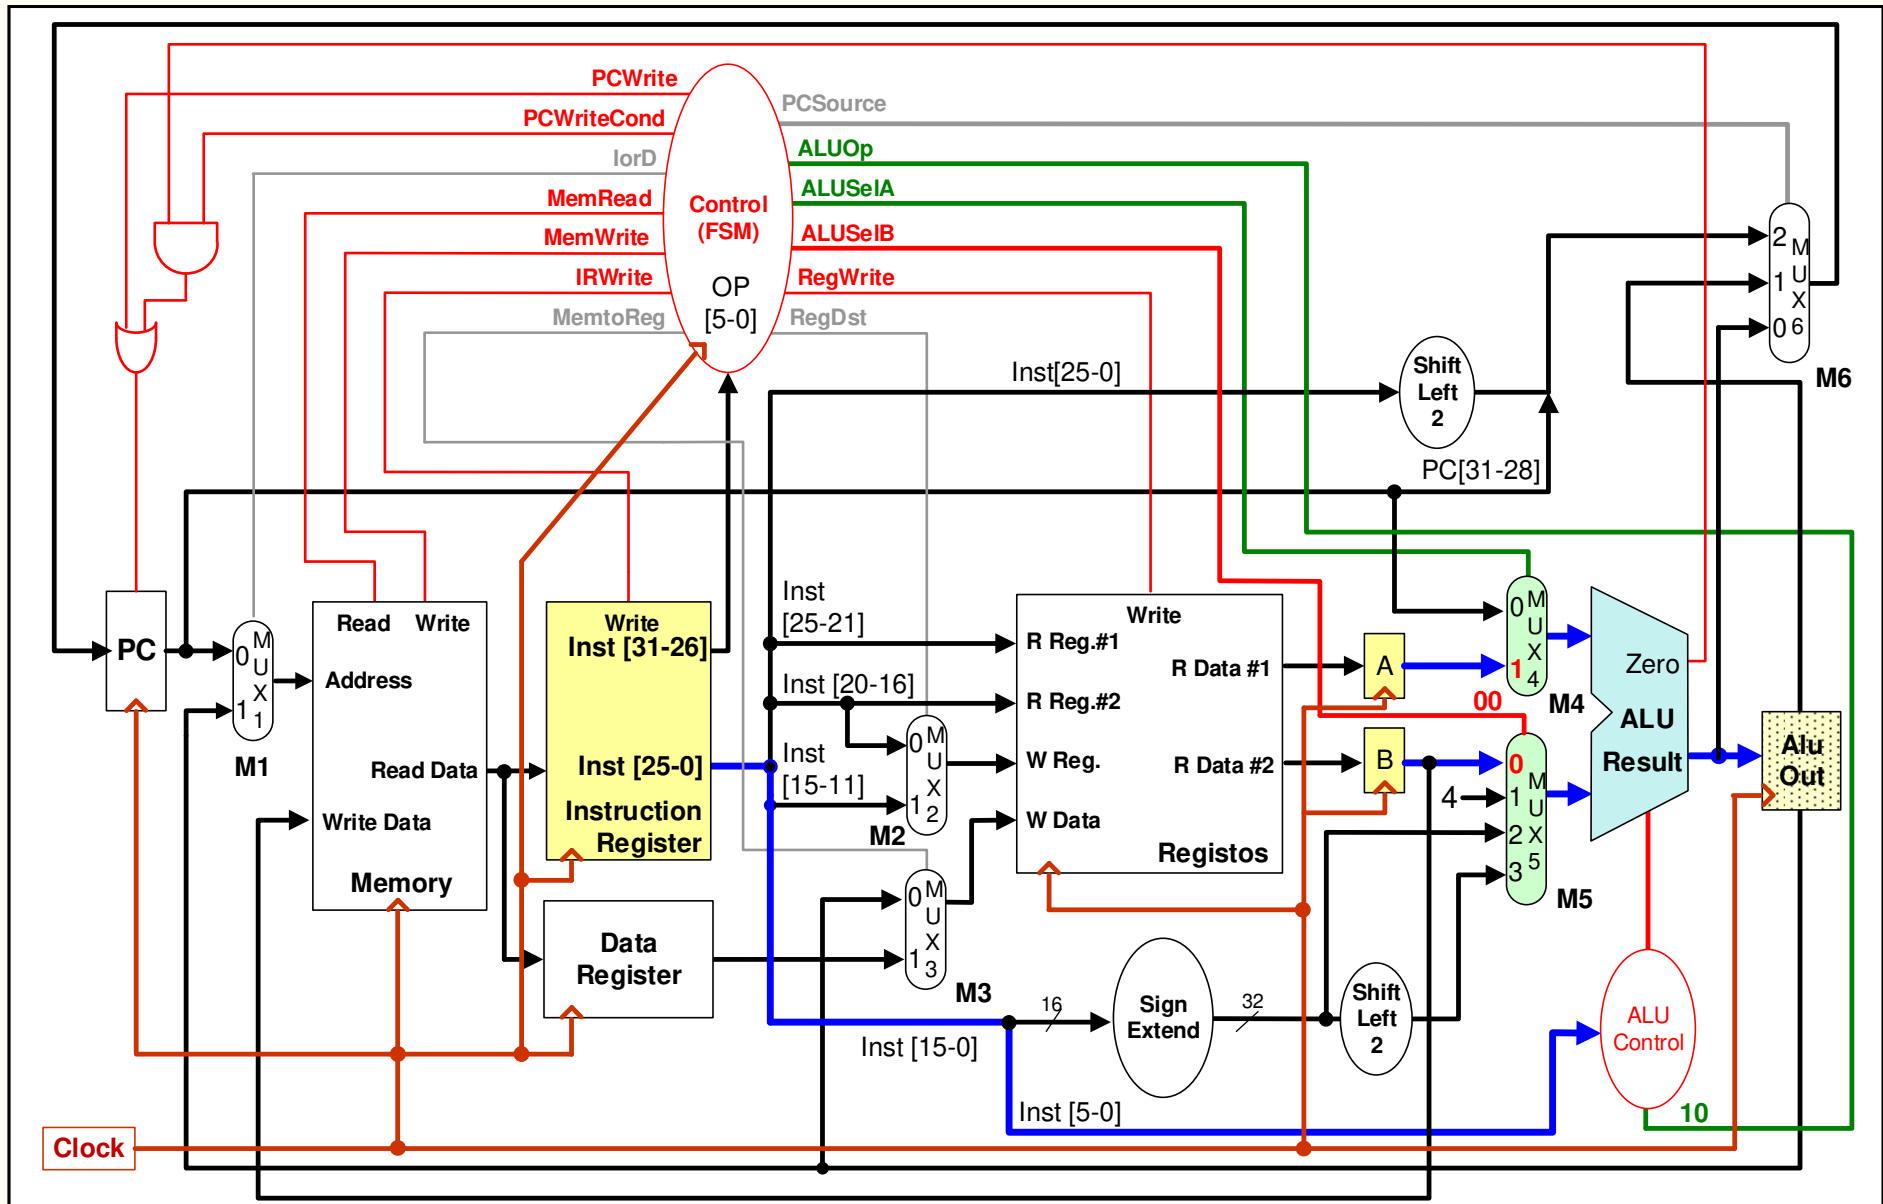 PCWrite
PCWriteCond
IorD
MemRead
MemWrite
IRWrite
MemtoReg
Control
(FSM)
OP
[5-0]
PCSource
ALUOp
ALUSelA
ALUSelB
RegWrite
RegDst
2
1
0
M
U
X
6
M6
Inst[25-0]
Shift
Left
2
PC[31-28]
PC
0
1
M
U
X
1
M1
Read Write
Address
Read Data
Write Data
Memory
Write
Inst [31-26]
Inst [25-0]
Instruction
Register
Data
Register
Inst
[25-21]
Inst [20-16]
Inst
[15-11]
0
1
M
U
X
2
M2
0
1
M
U
X
3
M3
Write
R Reg.#1
R Reg.#2
W Reg.
W Data
R Data #1
R Data #2
Registos
A
B
0
1
M
U
X
4
M4
00
4
0
1
2
3
M
U
X
5
M5
Zero
ALU
Result
Alu
Out
Inst [15-0]
16
Sign
Extend
32
Shift
Left
2
ALU
Control
10
Inst [5-0]
Clock